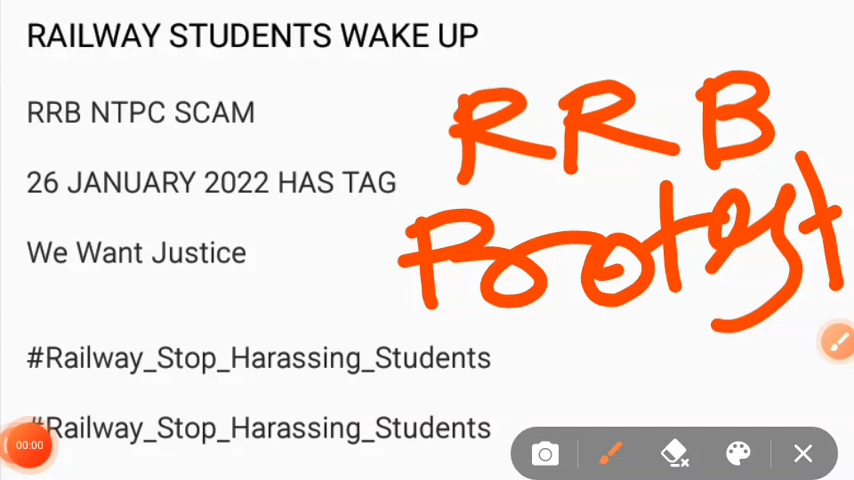 RAILWAY STUDENTS WAKE UP
RRB NTPC SCAM
26 JANUARY 2022 HAS TAG
We Want Justice
RRB
Protest
#Railway_Stop_Harassing_Students
#Railway_Stop_Harassing_Students
00:00